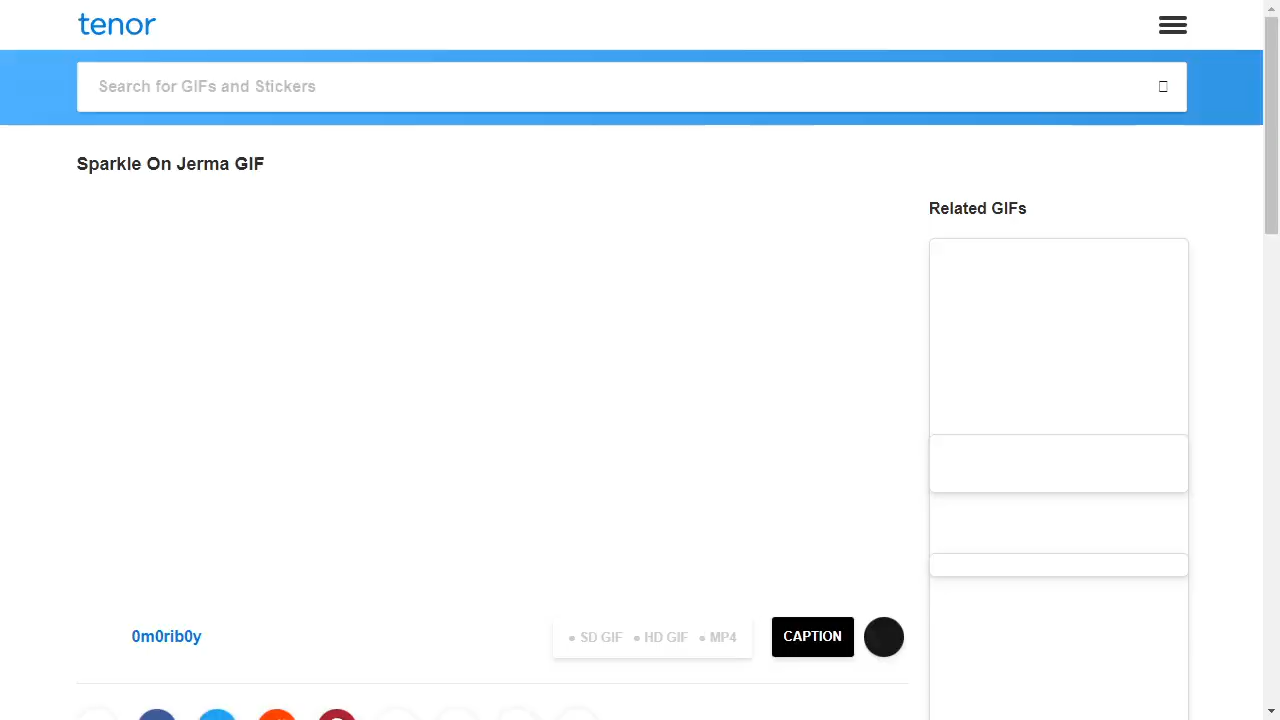 tenor
Search for GIFs and Stickers
Sparkle On Jerma GIF
Related GIFs
0m0rib0y
● SD GIF ● HD GIF ● MP4
CAPTION